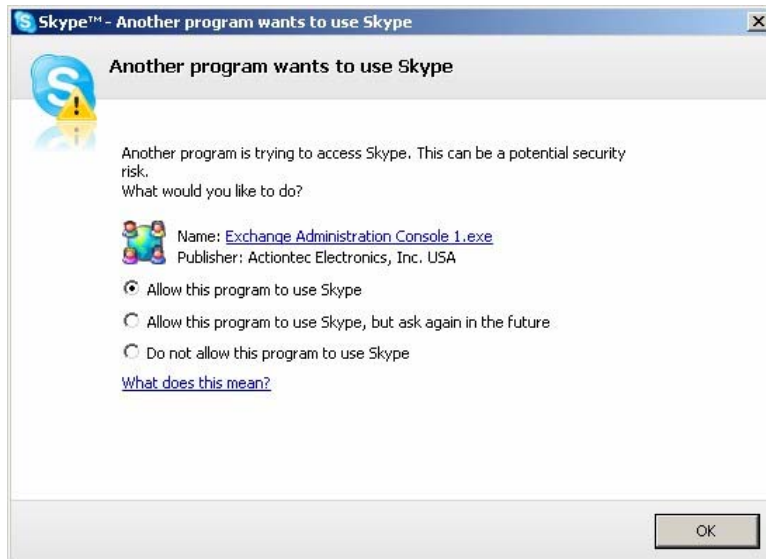 Skype™ - Another program wants to use Skype
Another program wants to use Skype
Another program is trying to access Skype. This can be a potential security
risk.
What would you like to do?
Name: Exchange Administration Console 1.exe
Publisher: Actiontec Electronics, Inc. USA
Allow this program to use Skype
Allow this program to use Skype, but ask again in the future
Do not allow this program to use Skype
What does this mean?
OK